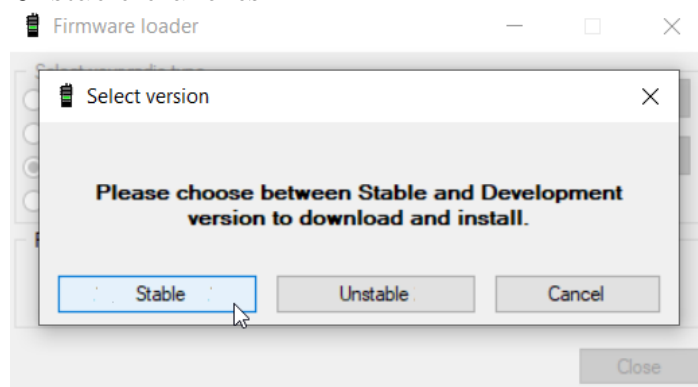 Firmware loader
Select version
Please choose between Stable and Development
version to download and install.
Stable
Unstable
Cancel
Close